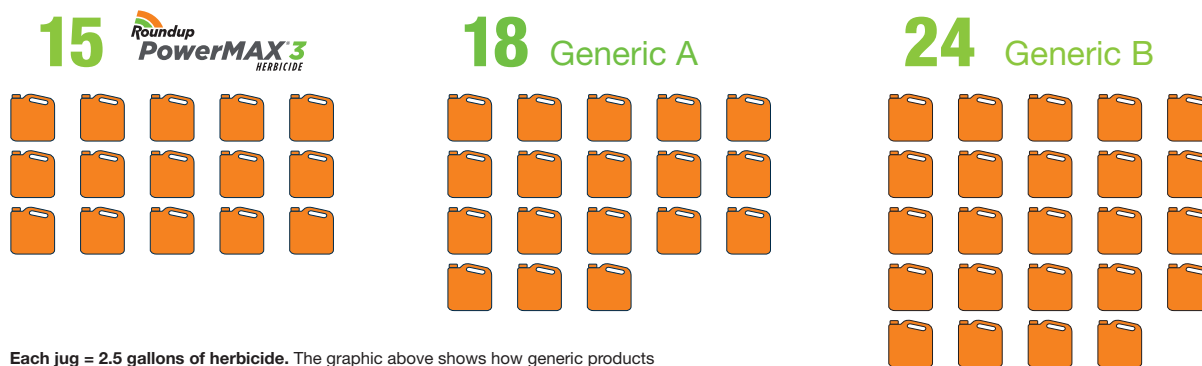 15 Roundup PowerMAX® 3 HERBICIDE
18 Generic A
24 Generic B
Each jug = 2.5 gallons of herbicide. The graphic above shows how generic products